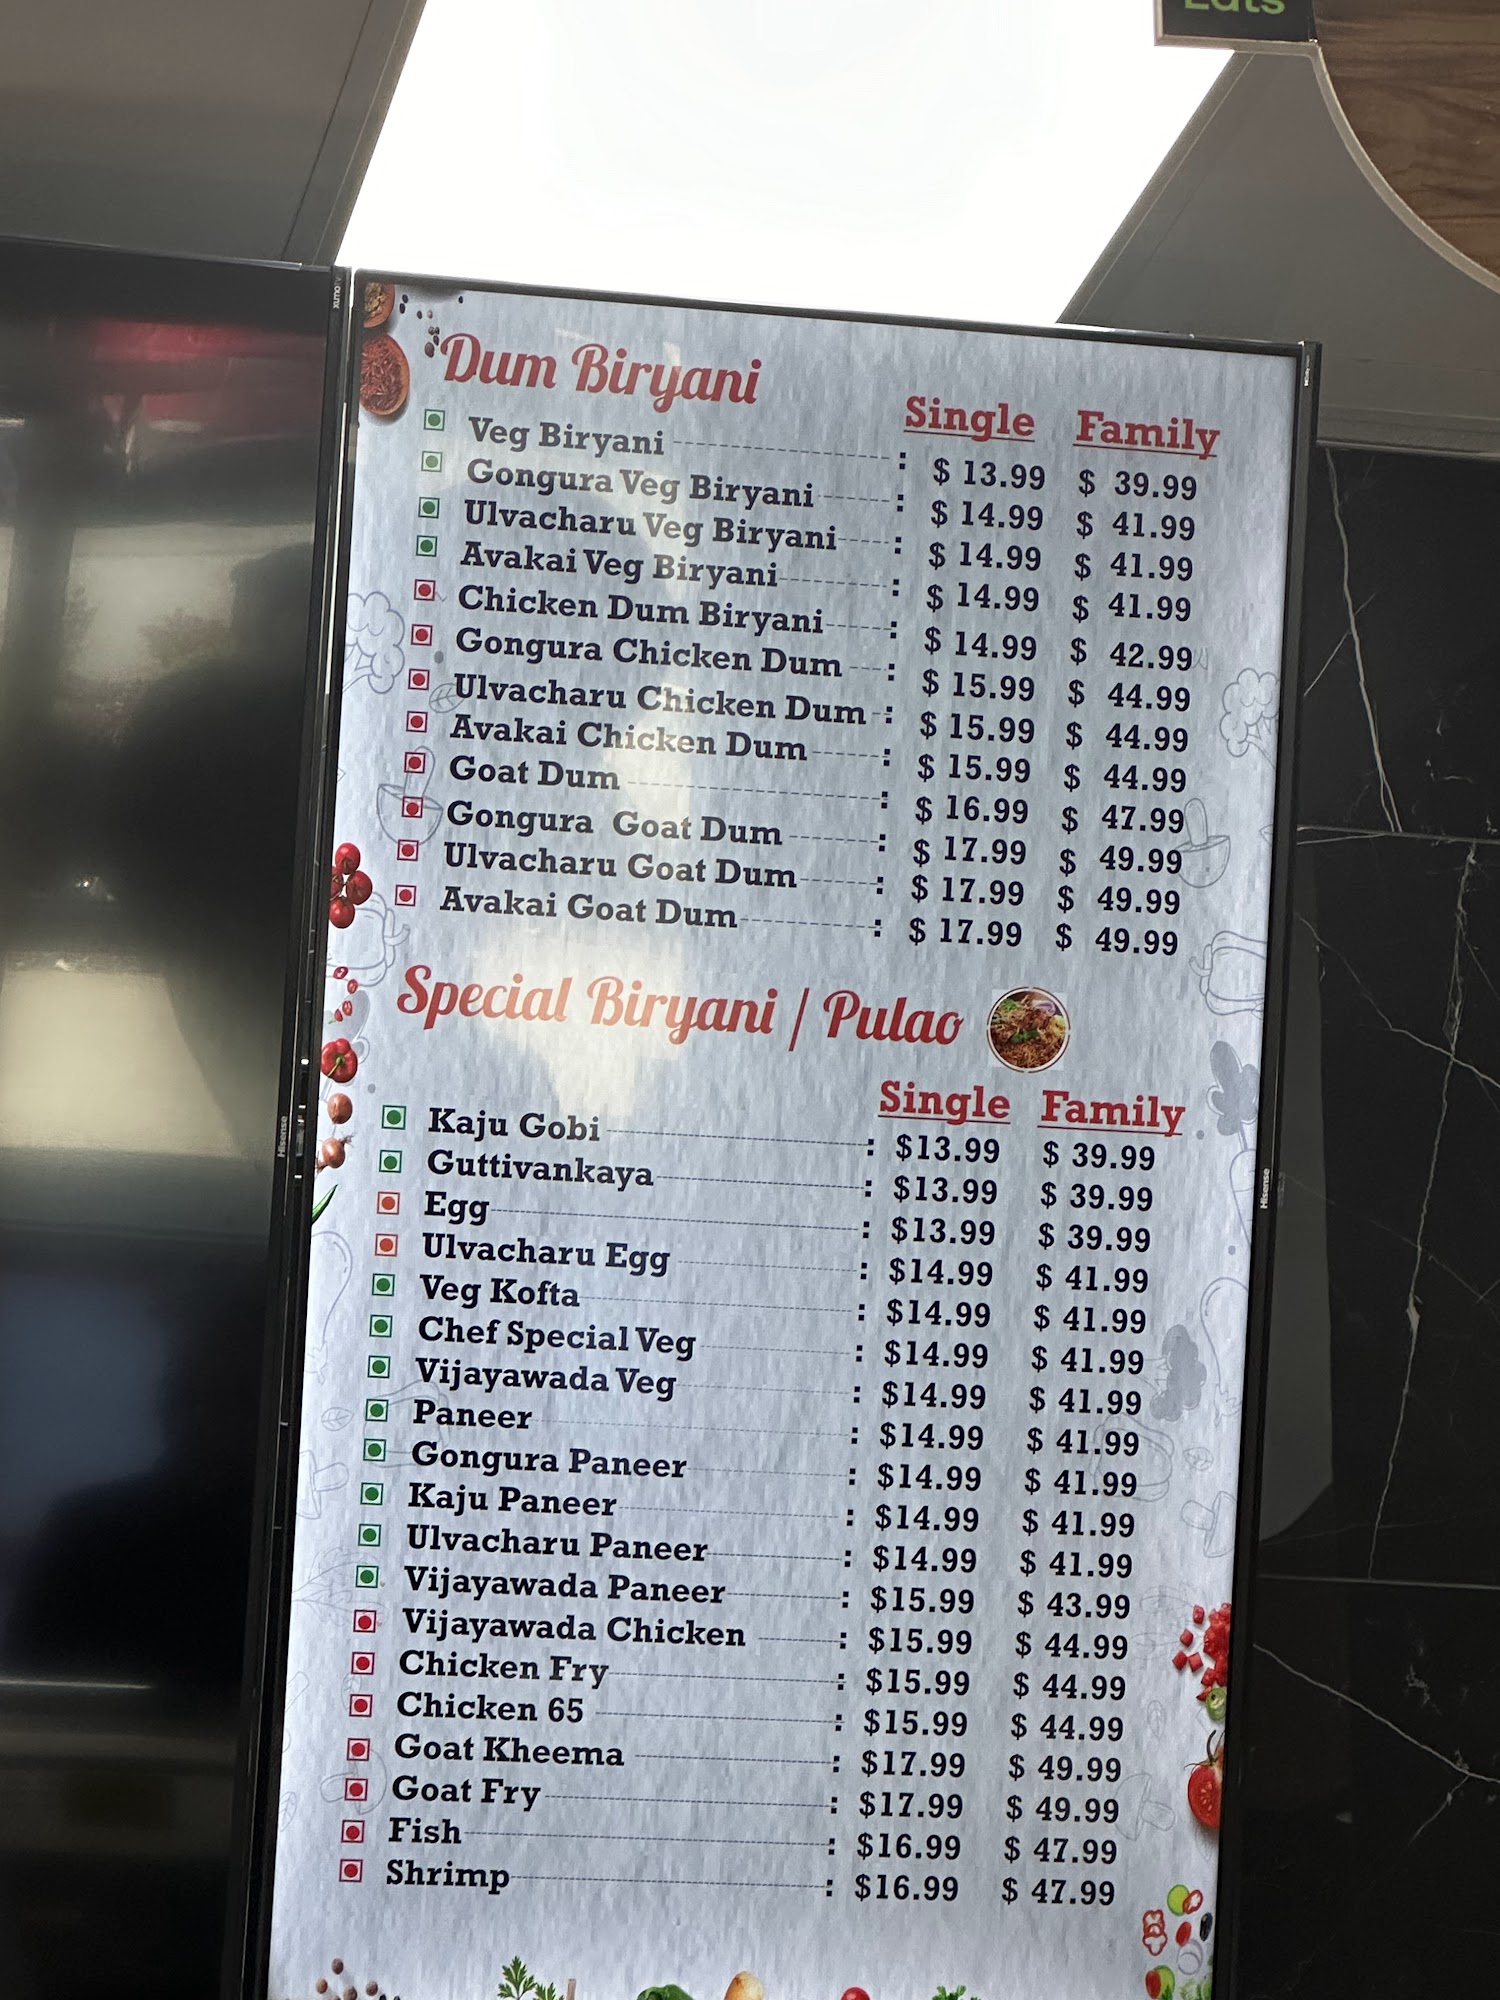 Eats
Dum Biryani
Single Family
Veg Biryani : $ 13.99 $ 39.99
Gongura Veg Biryani : $ 14.99 $ 41.99
Ulvacharu Veg Biryani : $ 14.99 $ 41.99
Avakai Veg Biryani : $ 14.99 $ 41.99
Chicken Dum Biryani : $ 14.99 $ 42.99
Gongura Chicken Dum : $ 15.99 $ 44.99
Ulvacharu Chicken Dum : $ 15.99 $ 44.99
Avakai Chicken Dum : $ 15.99 $ 44.99
Goat Dum : $ 16.99 $ 47.99
Gongura Goat Dum : $ 17.99 $ 49.99
Ulvacharu Goat Dum : $ 17.99 $ 49.99
Avakai Goat Dum : $ 17.99 $ 49.99
Special Biryani / Pulao
Single Family
Kaju Gobi : $13.99 $ 39.99
Guttivankaya : $13.99 $ 39.99
Egg : $13.99 $ 39.99
Ulvacharu Egg : $14.99 $ 41.99
Veg Kofta : $14.99 $ 41.99
Chef Special Veg : $14.99 $ 41.99
Vijayawada Veg : $14.99 $ 41.99
Paneer : $14.99 $ 41.99
Gongura Paneer : $14.99 $ 41.99
Kaju Paneer : $14.99 $ 41.99
Ulvacharu Paneer : $14.99 $ 41.99
Vijayawada Paneer : $15.99 $ 43.99
Vijayawada Chicken : $15.99 $ 44.99
Chicken Fry : $15.99 $ 44.99
Chicken 65 : $15.99 $ 44.99
Goat Kheema : $17.99 $ 49.99
Goat Fry : $17.99 $ 49.99
Fish : $16.99 $ 47.99
Shrimp : $16.99 $ 47.99
Hisense
Hisense